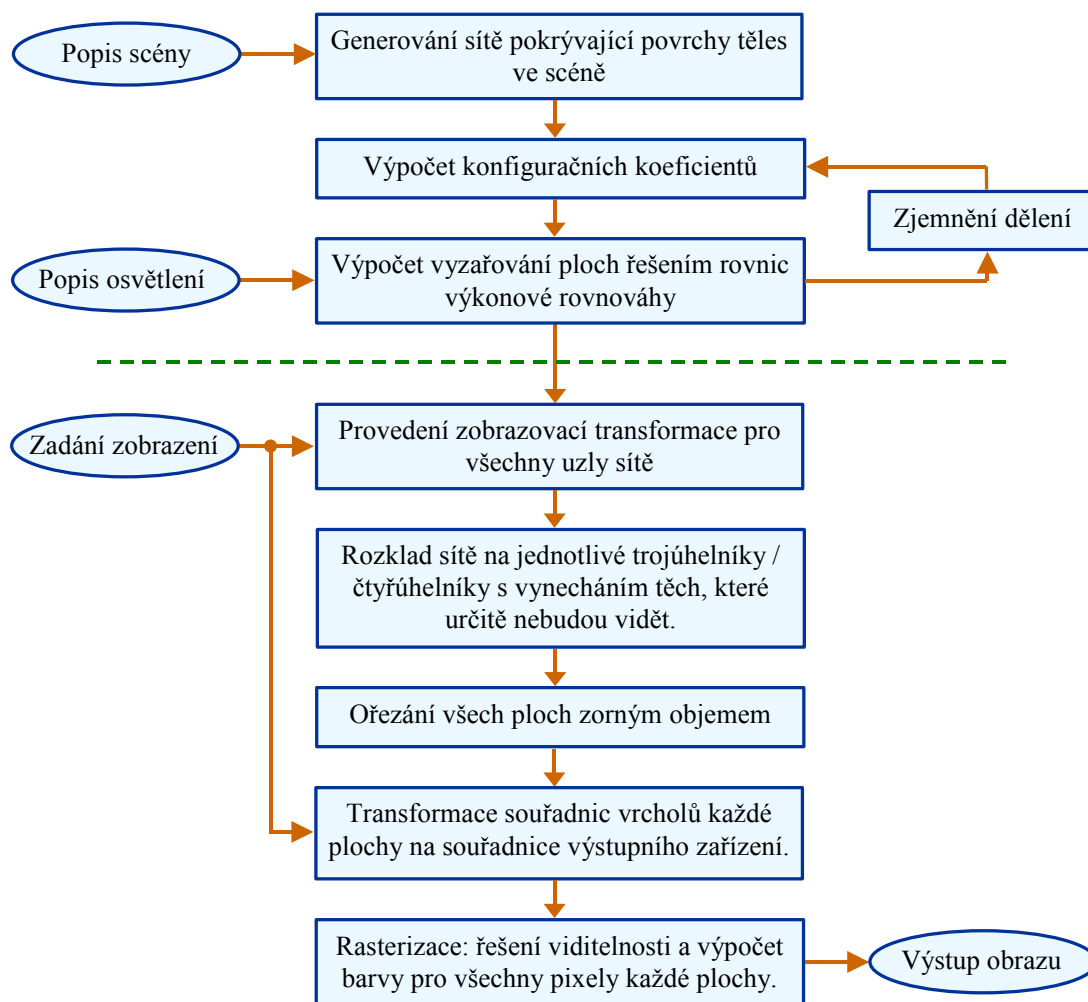 Popis scény
Generování sítě pokrývající povrchy těles
ve scéně
Výpočet konfiguračních koeficientů
Zjemnění dělení
Popis osvětlení
Výpočet vyzařování ploch řešením rovnic
výkonové rovnováhy
Zadání zobrazení
Provedení zobrazovací transformace pro
všechny uzly sítě
Rozklad sítě na jednotlivé trojúhelníky /
čtyřúhelníky s vynecháním těch, které
určitě nebudou vidět.
Ořezání všech ploch zorným objemem
Transformace souřadnic vrcholů každé
plochy na souřadnice výstupního zařízení.
Rasterizace: řešení viditelnosti a výpočet
barvy pro všechny pixely každé plochy.
Výstup obrazu